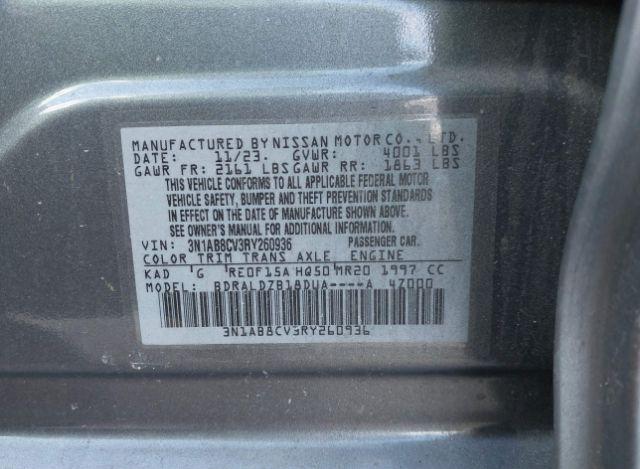 MANUFACTURED BY NISSAN MOTOR CO., LTD.
DATE: 11/23. GVWR: 4001 LBS
GAWR FR: 2161 LBS GAWR RR: 1863 LBS
THIS VEHICLE CONFORMS TO ALL APPLICABLE FEDERAL MOTOR
VEHICLE SAFETY, BUMPER AND THEFT PREVENTION STANDARDS
IN EFFECT ON THE DATE OF MANUFACTURE SHOWN ABOVE.
SEE OWNER'S MANUAL FOR ADDITIONAL INFORMATION.
VIN: 3N1AB8CV3RY260936 PASSENGER CAR.
COLOR TRIM TRANS AXLE ENGINE
KAD G RE0F15A HQ50 MR20 1997 CC
MODEL: BDRALDZB18DUA----A 47000
3N1AB8CV3RY260936